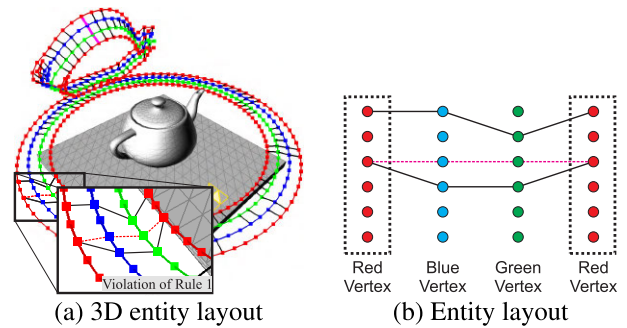 Violation of Rule 1
Red Vertex
Blue Vertex
Green Vertex
Red Vertex
(a) 3D entity layout
(b) Entity layout